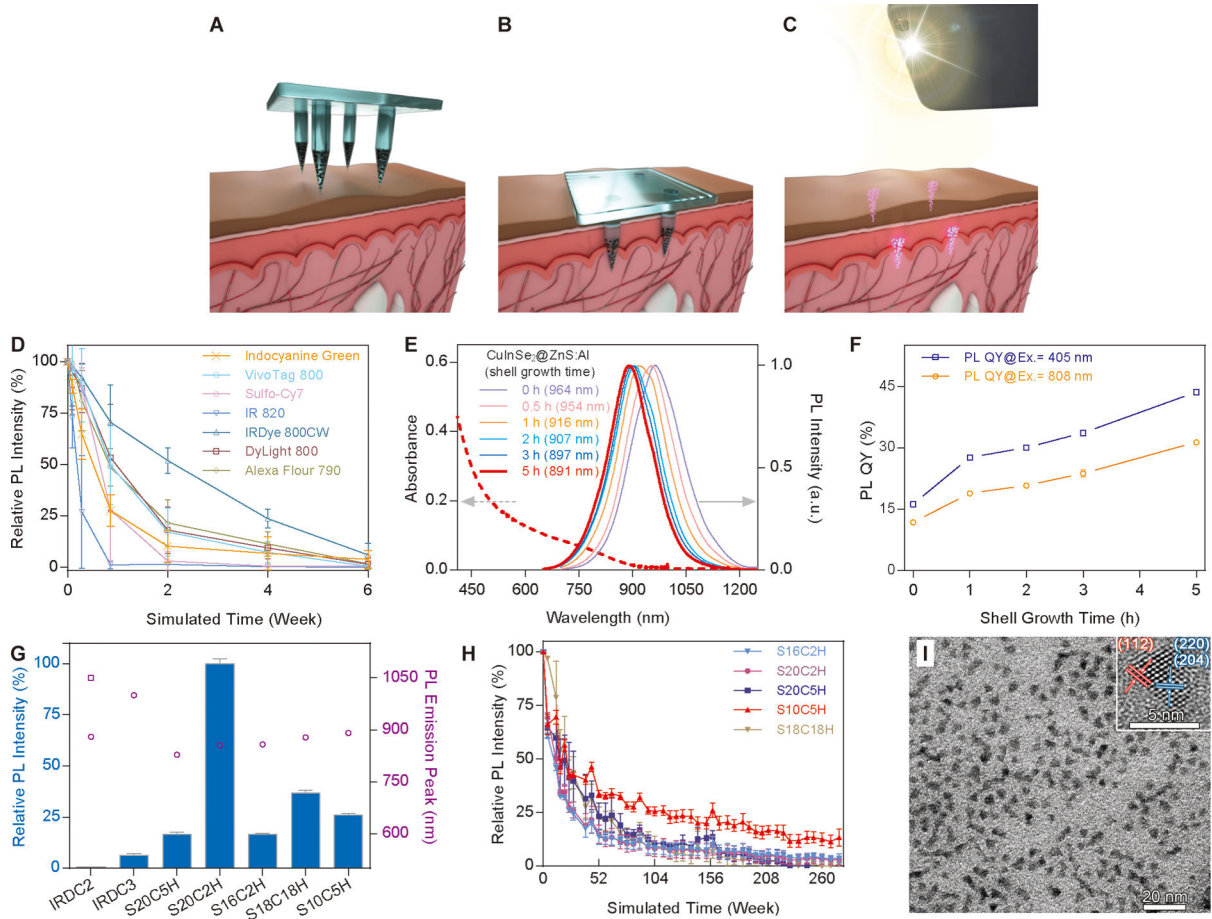 A
B
C
D
Relative PL Intensity (%)
100
75
50
25
0
Indocyanine Green
VivoTag 800
Sulfo-Cy7
IR 820
IRDye 800CW
DyLight 800
Alexa Flour 790
0
2
4
6
Simulated Time (Week)
E
Absorbance
0.6
0.4
0.2
0.0
CuInSe2@ZnS:Al
(shell growth time)
0 h (964 nm)
0.5 h (954 nm)
1 h (916 nm)
2 h (907 nm)
3 h (897 nm)
5 h (891 nm)
1.0
0.5
0.0
PL Intensity (a.u.)
450
600
750
900
1050
1200
Wavelength (nm)
F
PL QY (%)
45
30
15
0
PL QY@Ex.= 405 nm
PL QY@Ex.= 808 nm
0
1
2
3
4
5
Shell Growth Time (h)
G
Relative PL Intensity (%)
100
75
50
25
0
1050
900
750
600
PL Emission Peak (nm)
IRDC2
IRDC3
S20C5H
S20C2H
S16C2H
S18C18H
S10C5H
H
Relative PL Intensity (%)
100
75
50
25
0
S16C2H
S20C2H
S20C5H
S10C5H
S18C18H
0
52
104
156
208
260
Simulated Time (Week)
I
(112)
(220)
(204)
5 nm
20 nm